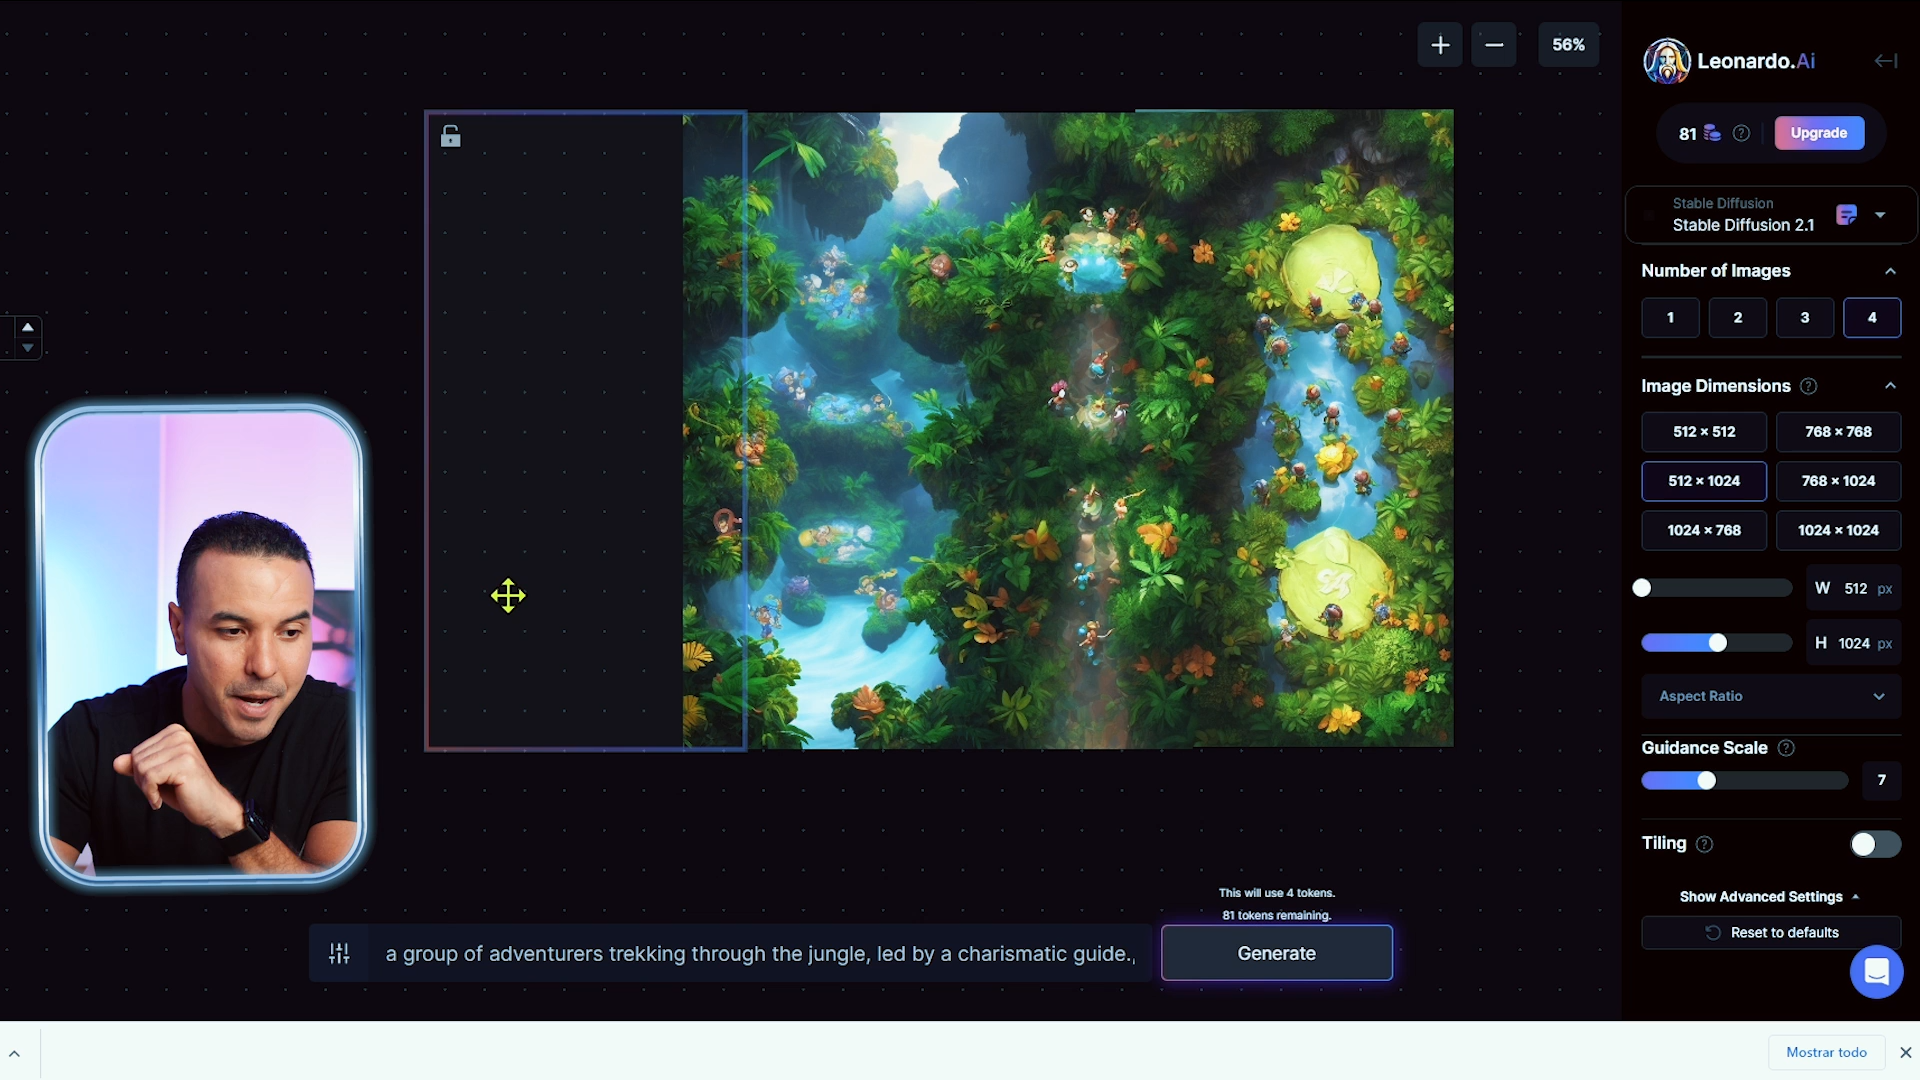 56%
Leonardo.Ai
81
Upgrade
Stable Diffusion
Stable Diffusion 2.1
Number of Images
1
2
3
4
Image Dimensions
512 × 512
768 × 768
512 × 1024
768 × 1024
1024 × 768
1024 × 1024
W 512 px
H 1024 px
Aspect Ratio
Guidance Scale
7
Tiling
Show Advanced Settings
Reset to defaults
This will use 4 tokens.
81 tokens remaining.
a group of adventurers trekking through the jungle, led by a charismatic guide.,
Generate
Mostrar todo